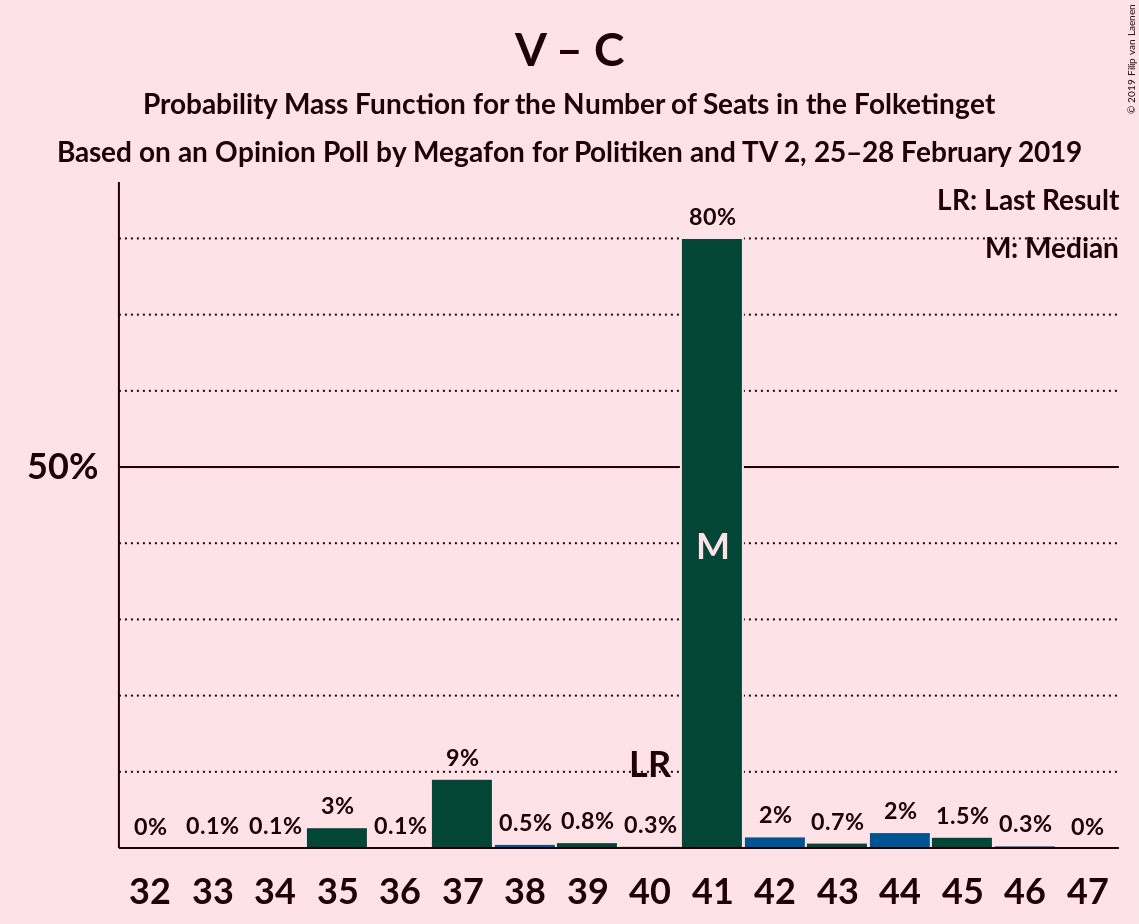 V – C
Probability Mass Function for the Number of Seats in the Folketinget
Based on an Opinion Poll by Megafon for Politiken and TV 2, 25–28 February 2019
© 2019 Filip van Laenen
LR: Last Result
M: Median
50%
0%
0.1%
0.1%
3%
0.1%
9%
0.5%
0.8%
0.3%
80%
2%
0.7%
2%
1.5%
0.3%
0%
LR
M
32 33 34 35 36 37 38 39 40 41 42 43 44 45 46 47